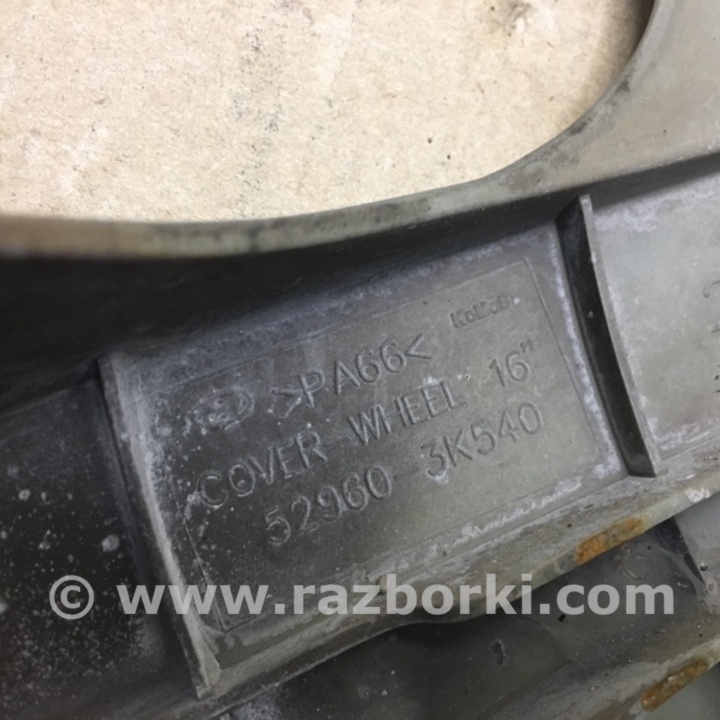 >PA66<
COVER WHEEL 16"
52960-3K540
© www.razborki.com